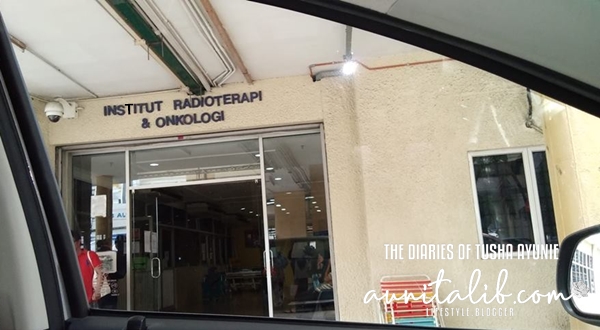 INSTITUT RADIOTERAPI
& ONKOLOGI
THE DIARIES OF TUSHA AYUNIE
aunitalib.com
LIFESTYLE BLOGGER